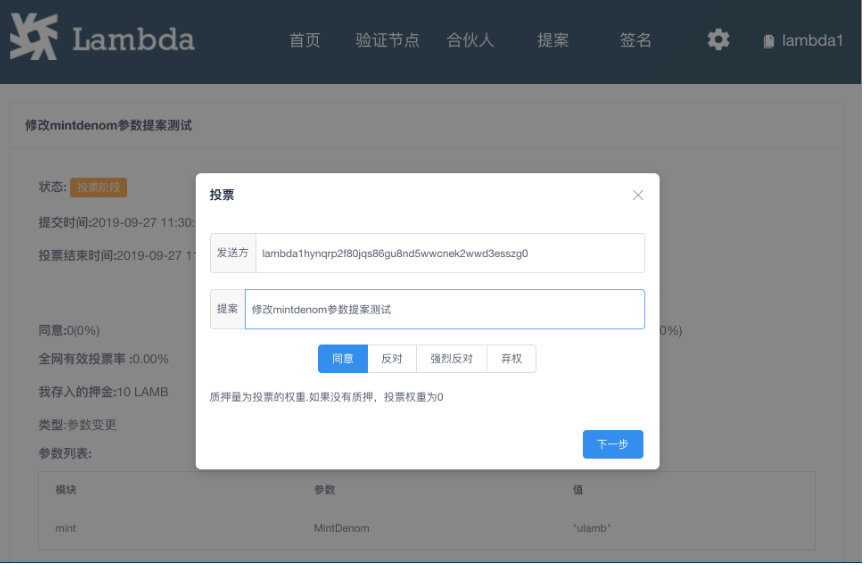 Lambda 首页 验证节点 合伙人 提案 签名 lambda1
修改mintdenom参数提案测试
状态: 投票阶段
提交时间:2019-09-27 11:30:
投票结束时间:2019-09-27 1
投票
发送方 lambda1hynqrp2f80jqs86gu8nd5wwcnek2wwd3esszg0
提案 修改mintdenom参数提案测试
同意 反对 强烈反对 弃权
质押量为投票的权重.如果没有质押，投票权重为0
下一步
同意:0(0%) 0%)
全网有效投票率 :0.00%
我存入的押金:10 LAMB
类型:参数变更
参数列表:
模块 参数 值
mint MintDenom "ulamb"